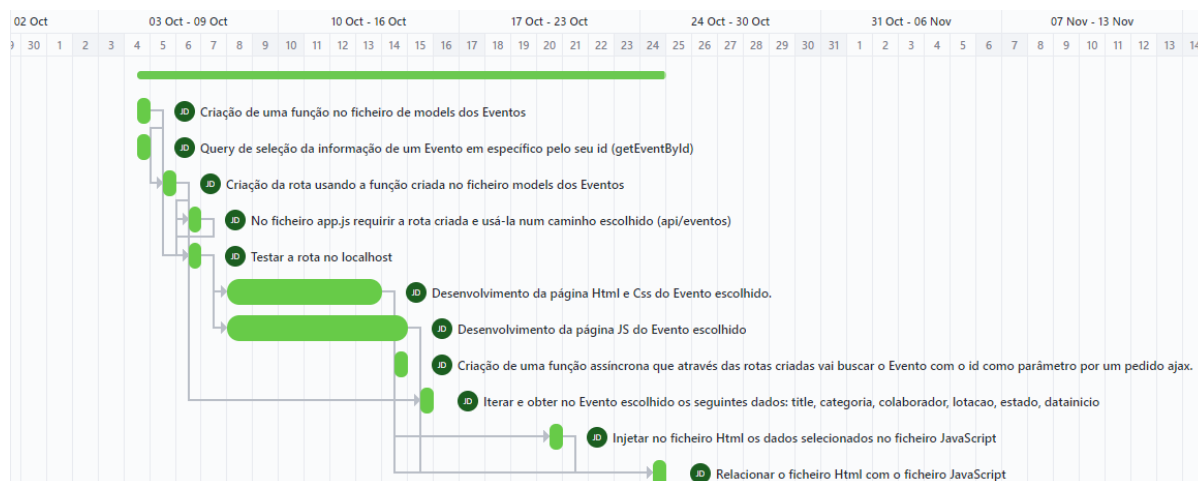 02 Oct 03 Oct - 09 Oct 10 Oct - 16 Oct 17 Oct - 23 Oct 24 Oct - 30 Oct 31 Oct - 06 Nov 07 Nov - 13 Nov
30 1 2 3 4 5 6 7 8 9 10 11 12 13 14 15 16 17 18 19 20 21 22 23 24 25 26 27 28 29 30 31 1 2 3 4 5 6 7 8 9 10 11 12 13 14
JD Criação de uma função no ficheiro de models dos Eventos
JD Query de seleção da informação de um Evento em específico pelo seu id (getEventById)
JD Criação da rota usando a função criada no ficheiro models dos Eventos
JD No ficheiro app.js requirir a rota criada e usá-la num caminho escolhido (api/eventos)
JD Testar a rota no localhost
JD Desenvolvimento da página Html e Css do Evento escolhido.
JD Desenvolvimento da página JS do Evento escolhido
JD Criação de uma função assíncrona que através das rotas criadas vai buscar o Evento com o id como parâmetro por um pedido ajax.
JD Iterar e obter no Evento escolhido os seguintes dados: title, categoria, colaborador, lotacao, estado, datainicio
JD Injetar no ficheiro Html os dados selecionados no ficheiro JavaScript
JD Relacionar o ficheiro Html com o ficheiro JavaScript